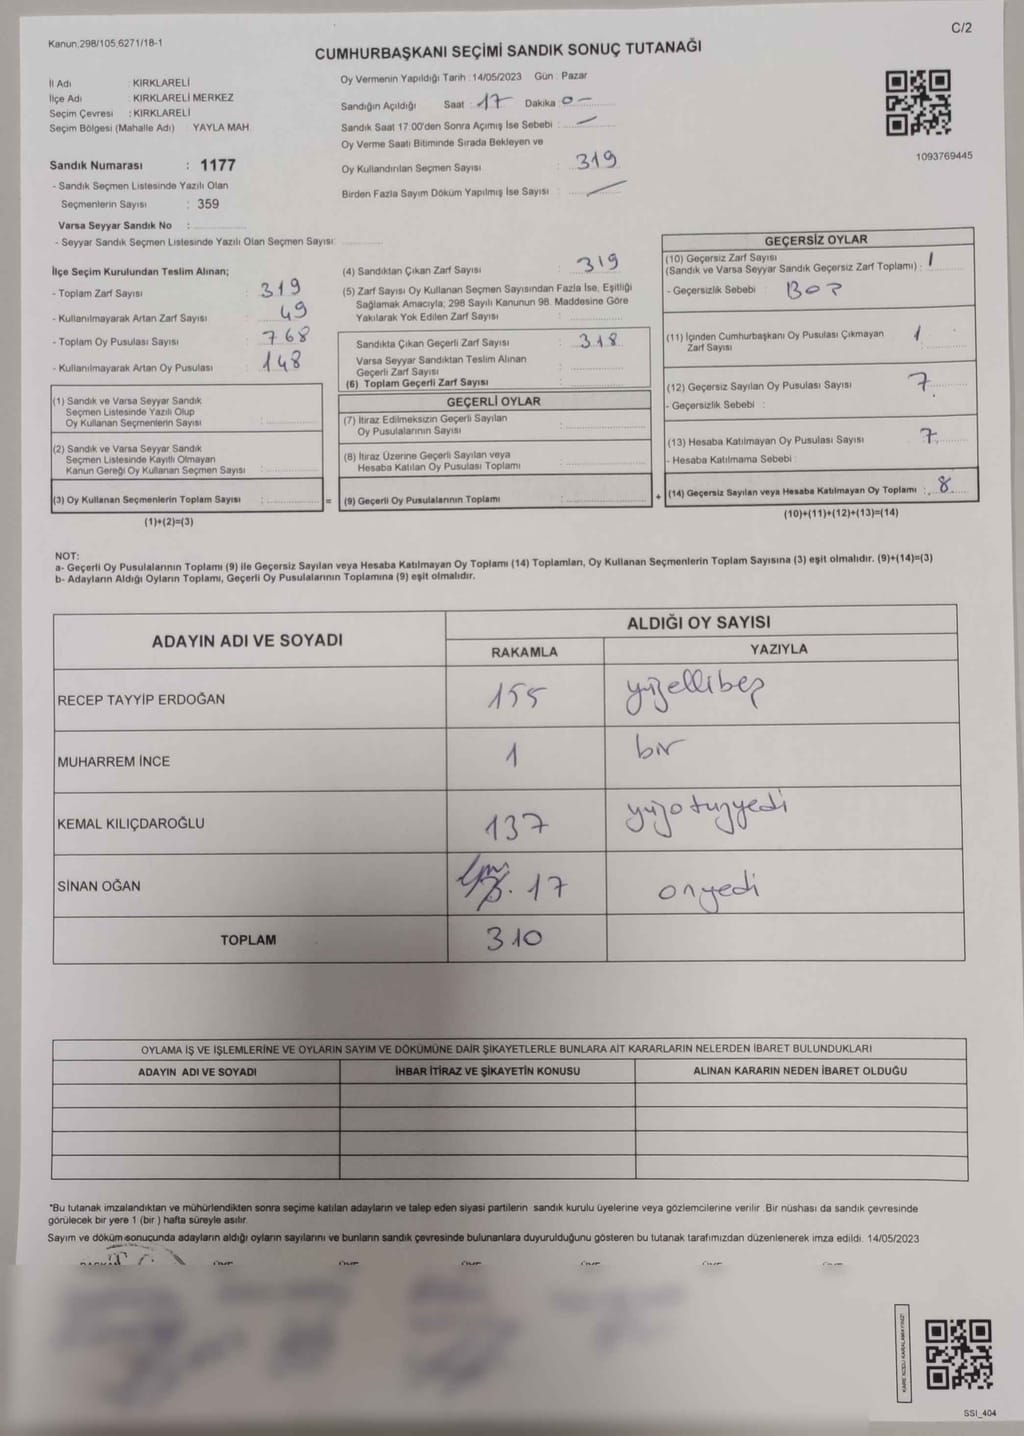 Kanun,298/105,6271/18-1
C/2
CUMHURBAŞKANI SEÇİMİ SANDIK SONUÇ TUTANAĞI
İl Adı : KIRKLARELİ
İlçe Adı : KIRKLARELİ MERKEZ
Seçim Çevresi : KIRKLARELİ
Seçim Bölgesi (Mahalle Adı) : YAYLA MAH.
Oy Vermenin Yapıldığı Tarih : 14/05/2023 Gün : Pazar
Sandığın Açıldığı Saat : 17 Dakika : 0 –
Sandık Saat 17:00'den Sonra Açılmış İse Sebebi : —
Oy Verme Saati Bitiminde Sırada Bekleyen ve
Oy Kullandırılan Seçmen Sayısı : 319
Birden Fazla Sayım Döküm Yapılmış İse Sayısı : —
1093769445
Sandık Numarası : 1177
- Sandık Seçmen Listesinde Yazılı Olan
Seçmenlerin Sayısı : 359
Varsa Seyyar Sandık No :
- Seyyar Sandık Seçmen Listesinde Yazılı Olan Seçmen Sayısı:
İlçe Seçim Kurulundan Teslim Alınan;
- Toplam Zarf Sayısı : 319
- Kullanılmayarak Artan Zarf Sayısı : 49
- Toplam Oy Pusulası Sayısı : 768
- Kullanılmayarak Artan Oy Pusulası : 148
(1) Sandık ve Varsa Seyyar Sandık
Seçmen Listesinde Yazılı Olup
Oy Kullanan Seçmenlerin Sayısı :
(2) Sandık ve Varsa Seyyar Sandık
Seçmen Listesinde Kayıtlı Olmayan
Kanun Gereği Oy Kullanan Seçmen Sayısı :
(3) Oy Kullanan Seçmenlerin Toplam Sayısı : =
(1)+(2)=(3)
(4) Sandıktan Çıkan Zarf Sayısı : 319
(5) Zarf Sayısı Oy Kullanan Seçmen Sayısından Fazla İse, Eşitliği
Sağlamak Amacıyla; 298 Sayılı Kanunun 98. Maddesine Göre
Yakılarak Yok Edilen Zarf Sayısı :
Sandıkta Çıkan Geçerli Zarf Sayısı : 318
Varsa Seyyar Sandıktan Teslim Alınan
Geçerli Zarf Sayısı :
(6) Toplam Geçerli Zarf Sayısı :
GEÇERLİ OYLAR
(7) İtiraz Edilmeksizin Geçerli Sayılan
Oy Pusulalarının Sayısı :
(8) İtiraz Üzerine Geçerli Sayılan veya
Hesaba Katılan Oy Pusulası Toplamı :
(9) Geçerli Oy Pusulalarının Toplamı : +
GEÇERSİZ OYLAR
(10) Geçersiz Zarf Sayısı
(Sandık ve Varsa Seyyar Sandık Geçersiz Zarf Toplamı) : 1
- Geçersizlik Sebebi :
(11) İçinden Cumhurbaşkanı Oy Pusulası Çıkmayan
Zarf Sayısı : 1
(12) Geçersiz Sayılan Oy Pusulası Sayısı : 7
- Geçersizlik Sebebi :
(13) Hesaba Katılmayan Oy Pusulası Sayısı : 7
- Hesaba Katılmama Sebebi :
(14) Geçersiz Sayılan veya Hesaba Katılmayan Oy Toplamı : 8
(10)+(11)+(12)+(13)=(14)
NOT:
a- Geçerli Oy Pusulalarının Toplamı (9) ile Geçersiz Sayılan veya Hesaba Katılmayan Oy Toplamı (14) Toplamları, Oy Kullanan Seçmenlerin Toplam Sayısına (3) eşit olmalıdır. (9)+(14)=(3)
b- Adayların Aldığı Oyların Toplamı, Geçerli Oy Pusulalarının Toplamına (9) eşit olmalıdır.
ADAYIN ADI VE SOYADI
ALDIĞI OY SAYISI
RAKAMLA YAZIYLA
RECEP TAYYİP ERDOĞAN 155 yüzellibeş
MUHARREM İNCE 1 bir
KEMAL KILIÇDAROĞLU 137 yüzotuzyedi
SİNAN OĞAN 17 onyedi
TOPLAM 310
OYLAMA İŞ VE İŞLEMLERİNE VE OYLARIN SAYIM VE DÖKÜMÜNE DAİR ŞİKAYETLERLE BUNLARA AİT KARARLARIN NELERDEN İBARET BULUNDUKLARI
ADAYIN ADI VE SOYADI İHBAR İTİRAZ VE ŞİKAYETİN KONUSU ALINAN KARARIN NEDEN İBARET OLDUĞU
*Bu tutanak imzalandıktan ve mühürlendikten sonra seçime katılan adayların ve talep eden siyasi partilerin sandık kurulu üyelerine veya gözlemcilerine verilir. Bir nüshası da sandık çevresinde
görülecek bir yere 1 (bir ) hafta süreyle asılır.
Sayım ve döküm sonucunda adayların aldığı oyların sayılarını ve bunların sandık çevresinde bulunanlara duyurulduğunu gösteren bu tutanak tarafımızdan düzenlenerek imza edildi. 14/05/2023
KARE KODU KARALAMAYINIZ!
SSI_404